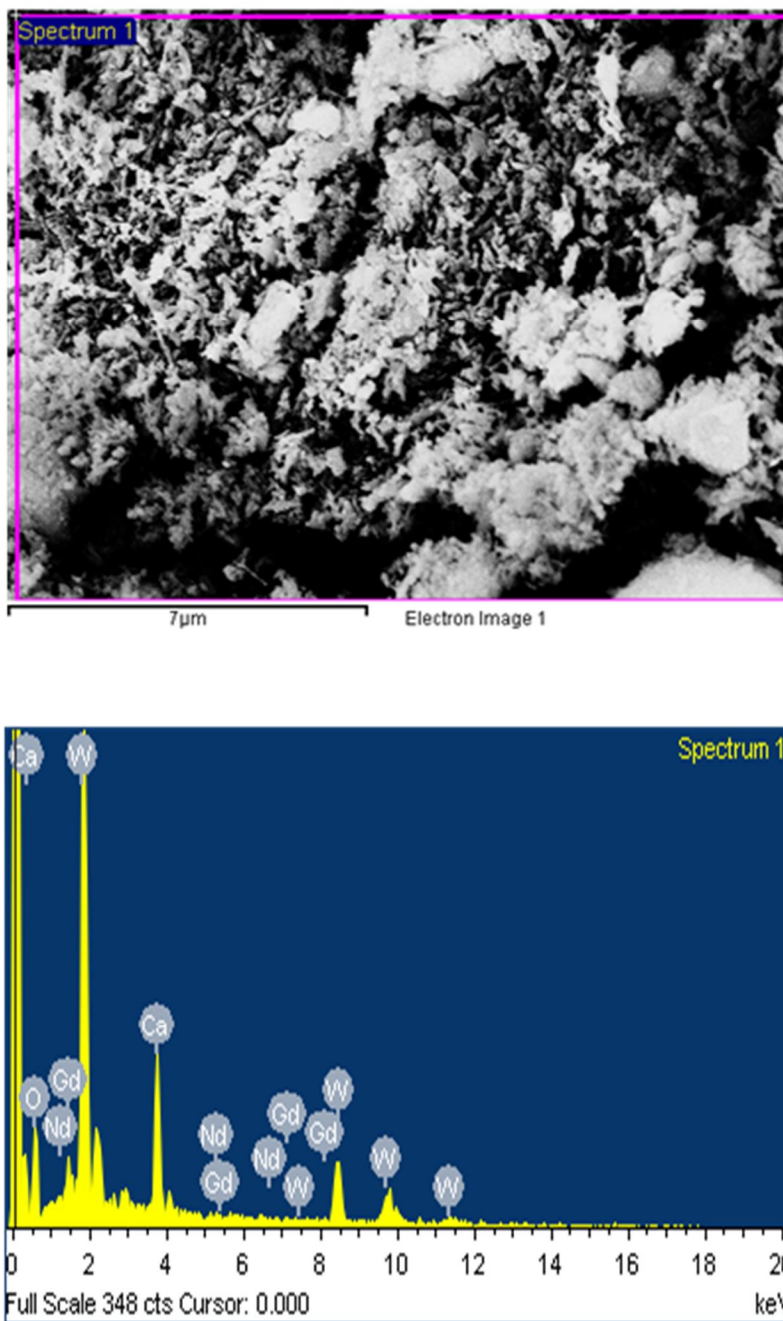 Spectrum 1
7µm
Electron Image 1
Spectrum 1
Ca W
Ca
Gd
O
Nd
Nd
Gd
Gd
Nd
Gd
W
W
W
W
0 2 4 6 8 10 12 14 16 18
Full Scale 348 cts Cursor: 0.000